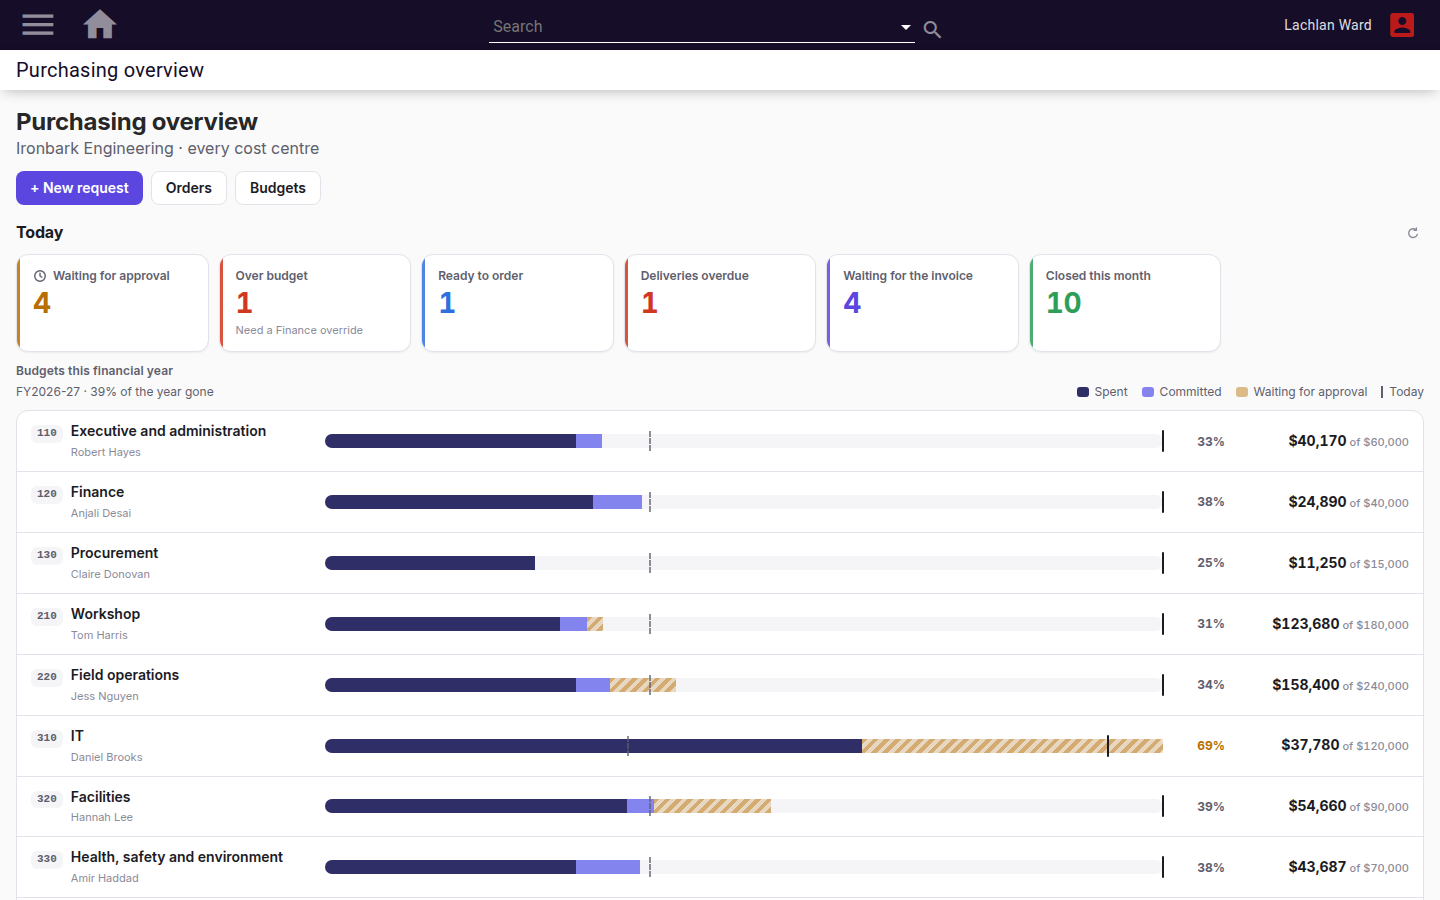 Search
Lachlan Ward
Purchasing overview
Purchasing overview
Ironbark Engineering · every cost centre
+ New request
Orders
Budgets
Today
Waiting for approval
4
Over budget
1
Need a Finance override
Ready to order
1
Deliveries overdue
1
Waiting for the invoice
4
Closed this month
10
Budgets this financial year
FY2026-27 · 39% of the year gone
Spent
Committed
Waiting for approval
Today
110 Executive and administration
Robert Hayes
33%
$40,170 of $60,000
120 Finance
Anjali Desai
38%
$24,890 of $40,000
130 Procurement
Claire Donovan
25%
$11,250 of $15,000
210 Workshop
Tom Harris
31%
$123,680 of $180,000
220 Field operations
Jess Nguyen
34%
$158,400 of $240,000
310 IT
Daniel Brooks
69%
$37,780 of $120,000
320 Facilities
Hannah Lee
39%
$54,660 of $90,000
330 Health, safety and environment
Amir Haddad
38%
$43,687 of $70,000